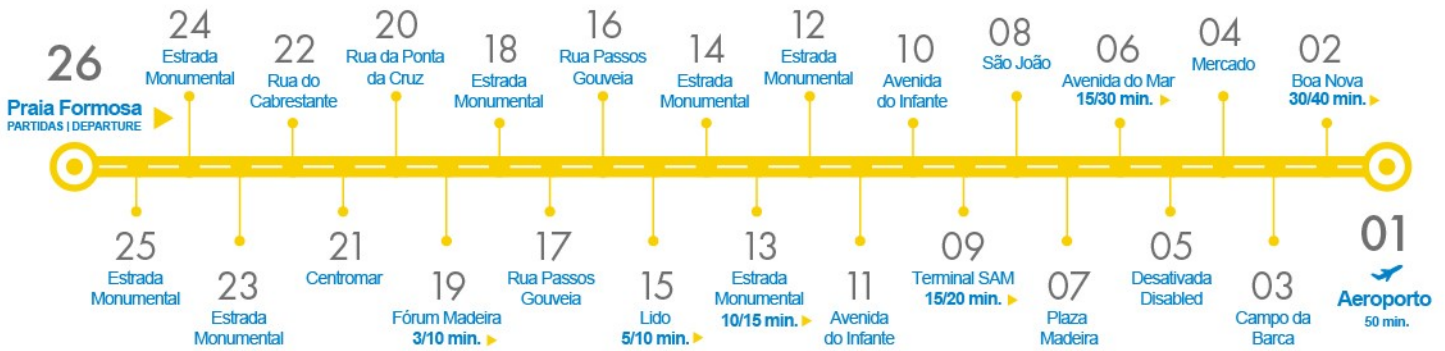 26
Praia Formosa
PARTIDAS | DEPARTURE
25
Estrada
Monumental
24
Estrada
Monumental
23
Estrada
Monumental
22
Rua do
Cabrestante
21
Centromar
20
Rua da Ponta
da Cruz
19
Fórum Madeira
3/10 min.
18
Estrada
Monumental
17
Rua Passos
Gouveia
16
Rua Passos
Gouveia
15
Lido
5/10 min.
14
Estrada
Monumental
13
Estrada
Monumental
10/15 min.
12
Estrada
Monumental
11
Avenida
do Infante
10
Avenida
do Infante
09
Terminal SAM
15/20 min.
08
São João
07
Plaza
Madeira
06
Avenida do Mar
15/30 min.
05
Desativada
Disabled
04
Mercado
03
Campo da
Barca
02
Boa Nova
30/40 min.
01
Aeroporto
50 min.